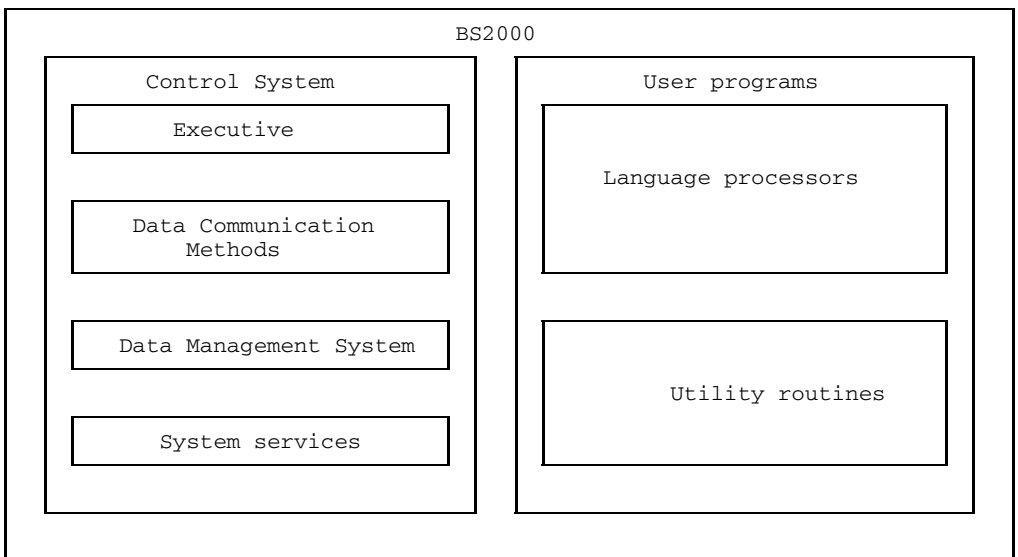 BS2000
Control System
Executive
Data Communication
Methods
Data Management System
System services
User programs
Language processors
Utility routines